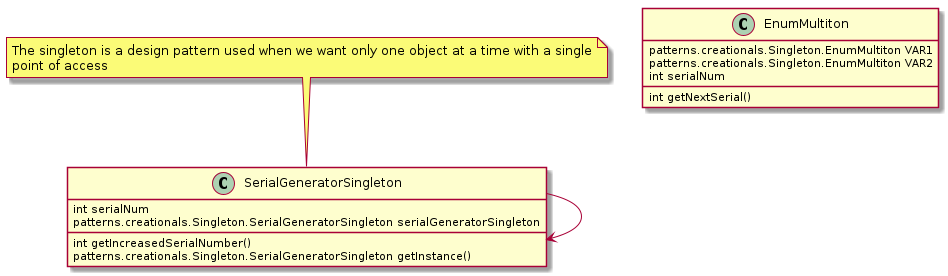 The singleton is a design pattern used when we want only one object at a time with a single
point of access
C EnumMultiton
patterns.creationals.Singleton.EnumMultiton VAR1
patterns.creationals.Singleton.EnumMultiton VAR2
int serialNum
int getNextSerial()
C SerialGeneratorSingleton
int serialNum
patterns.creationals.Singleton.SerialGeneratorSingleton serialGeneratorSingleton
int getIncreasedSerialNumber()
patterns.creationals.Singleton.SerialGeneratorSingleton getInstance()